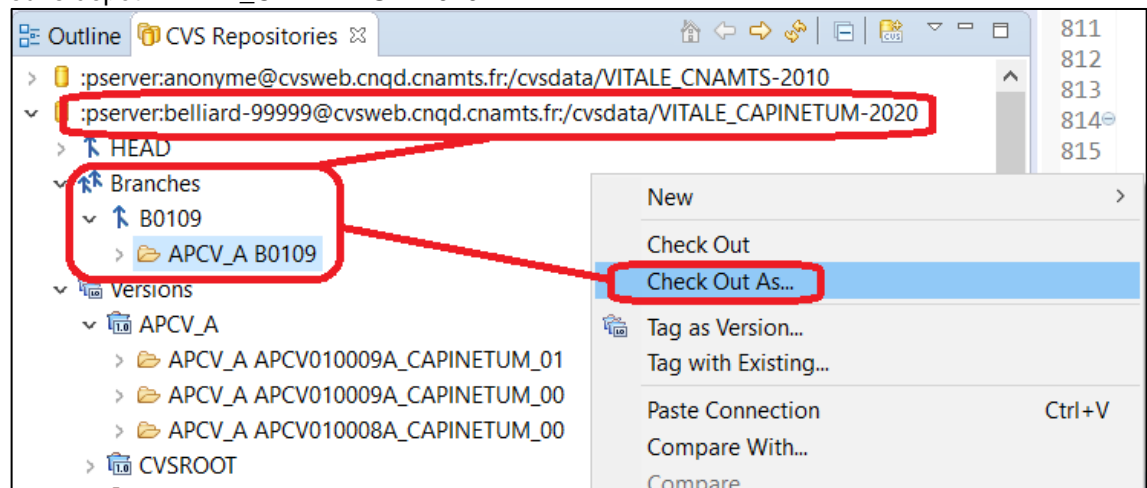 Outline CVS Repositories
811
812
813
814
815
:pserver:anonyme@cvsweb.cnqd.cnamts.fr:/cvsdata/VITALE_CNAMTS-2010
:pserver:belliard-99999@cvsweb.cnqd.cnamts.fr:/cvsdata/VITALE_CAPINETUM-2020
HEAD
Branches
B0109
APCV_A B0109
Versions
APCV_A
APCV_A APCV010009A_CAPINETUM_01
APCV_A APCV010009A_CAPINETUM_00
APCV_A APCV010008A_CAPINETUM_00
CVSROOT
New >
Check Out
Check Out As...
Tag as Version...
Tag with Existing...
Paste Connection Ctrl+V
Compare With...
Compare